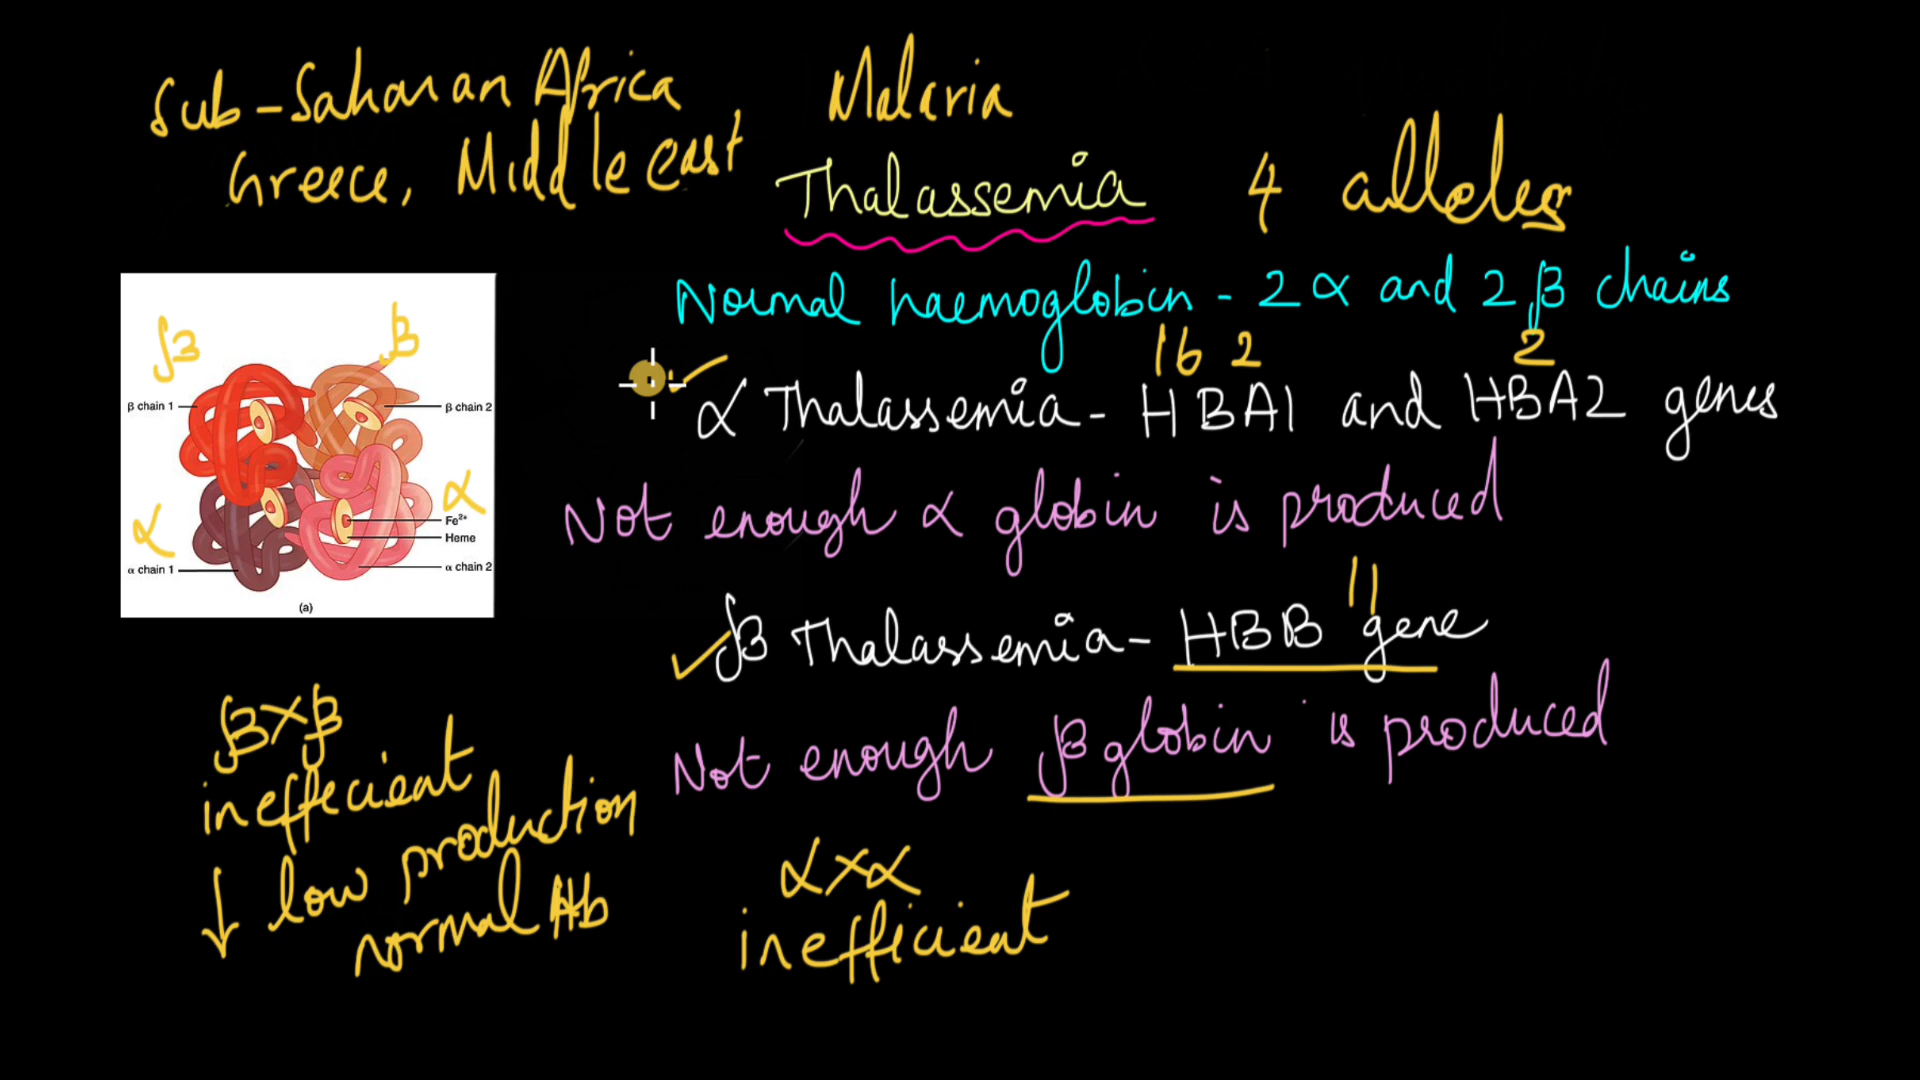 Sub-Saharan Africa
Malaria
Greece, Middle east
Thalassemia
4 alleles
Normal haemoglobin - 2 α and 2 β chains
16 2 2
α Thalassemia - HBA1 and HBA2 genes
Not enough α globin is produced
11
β Thalassemia - HBB gene
Not enough β globin is produced
β β
β chain 1
β chain 2
α α
Fe2+
Heme
α chain 1
α chain 2
(a)
β×β
inefficient
↓ low production
normal Hb
α×α
inefficient